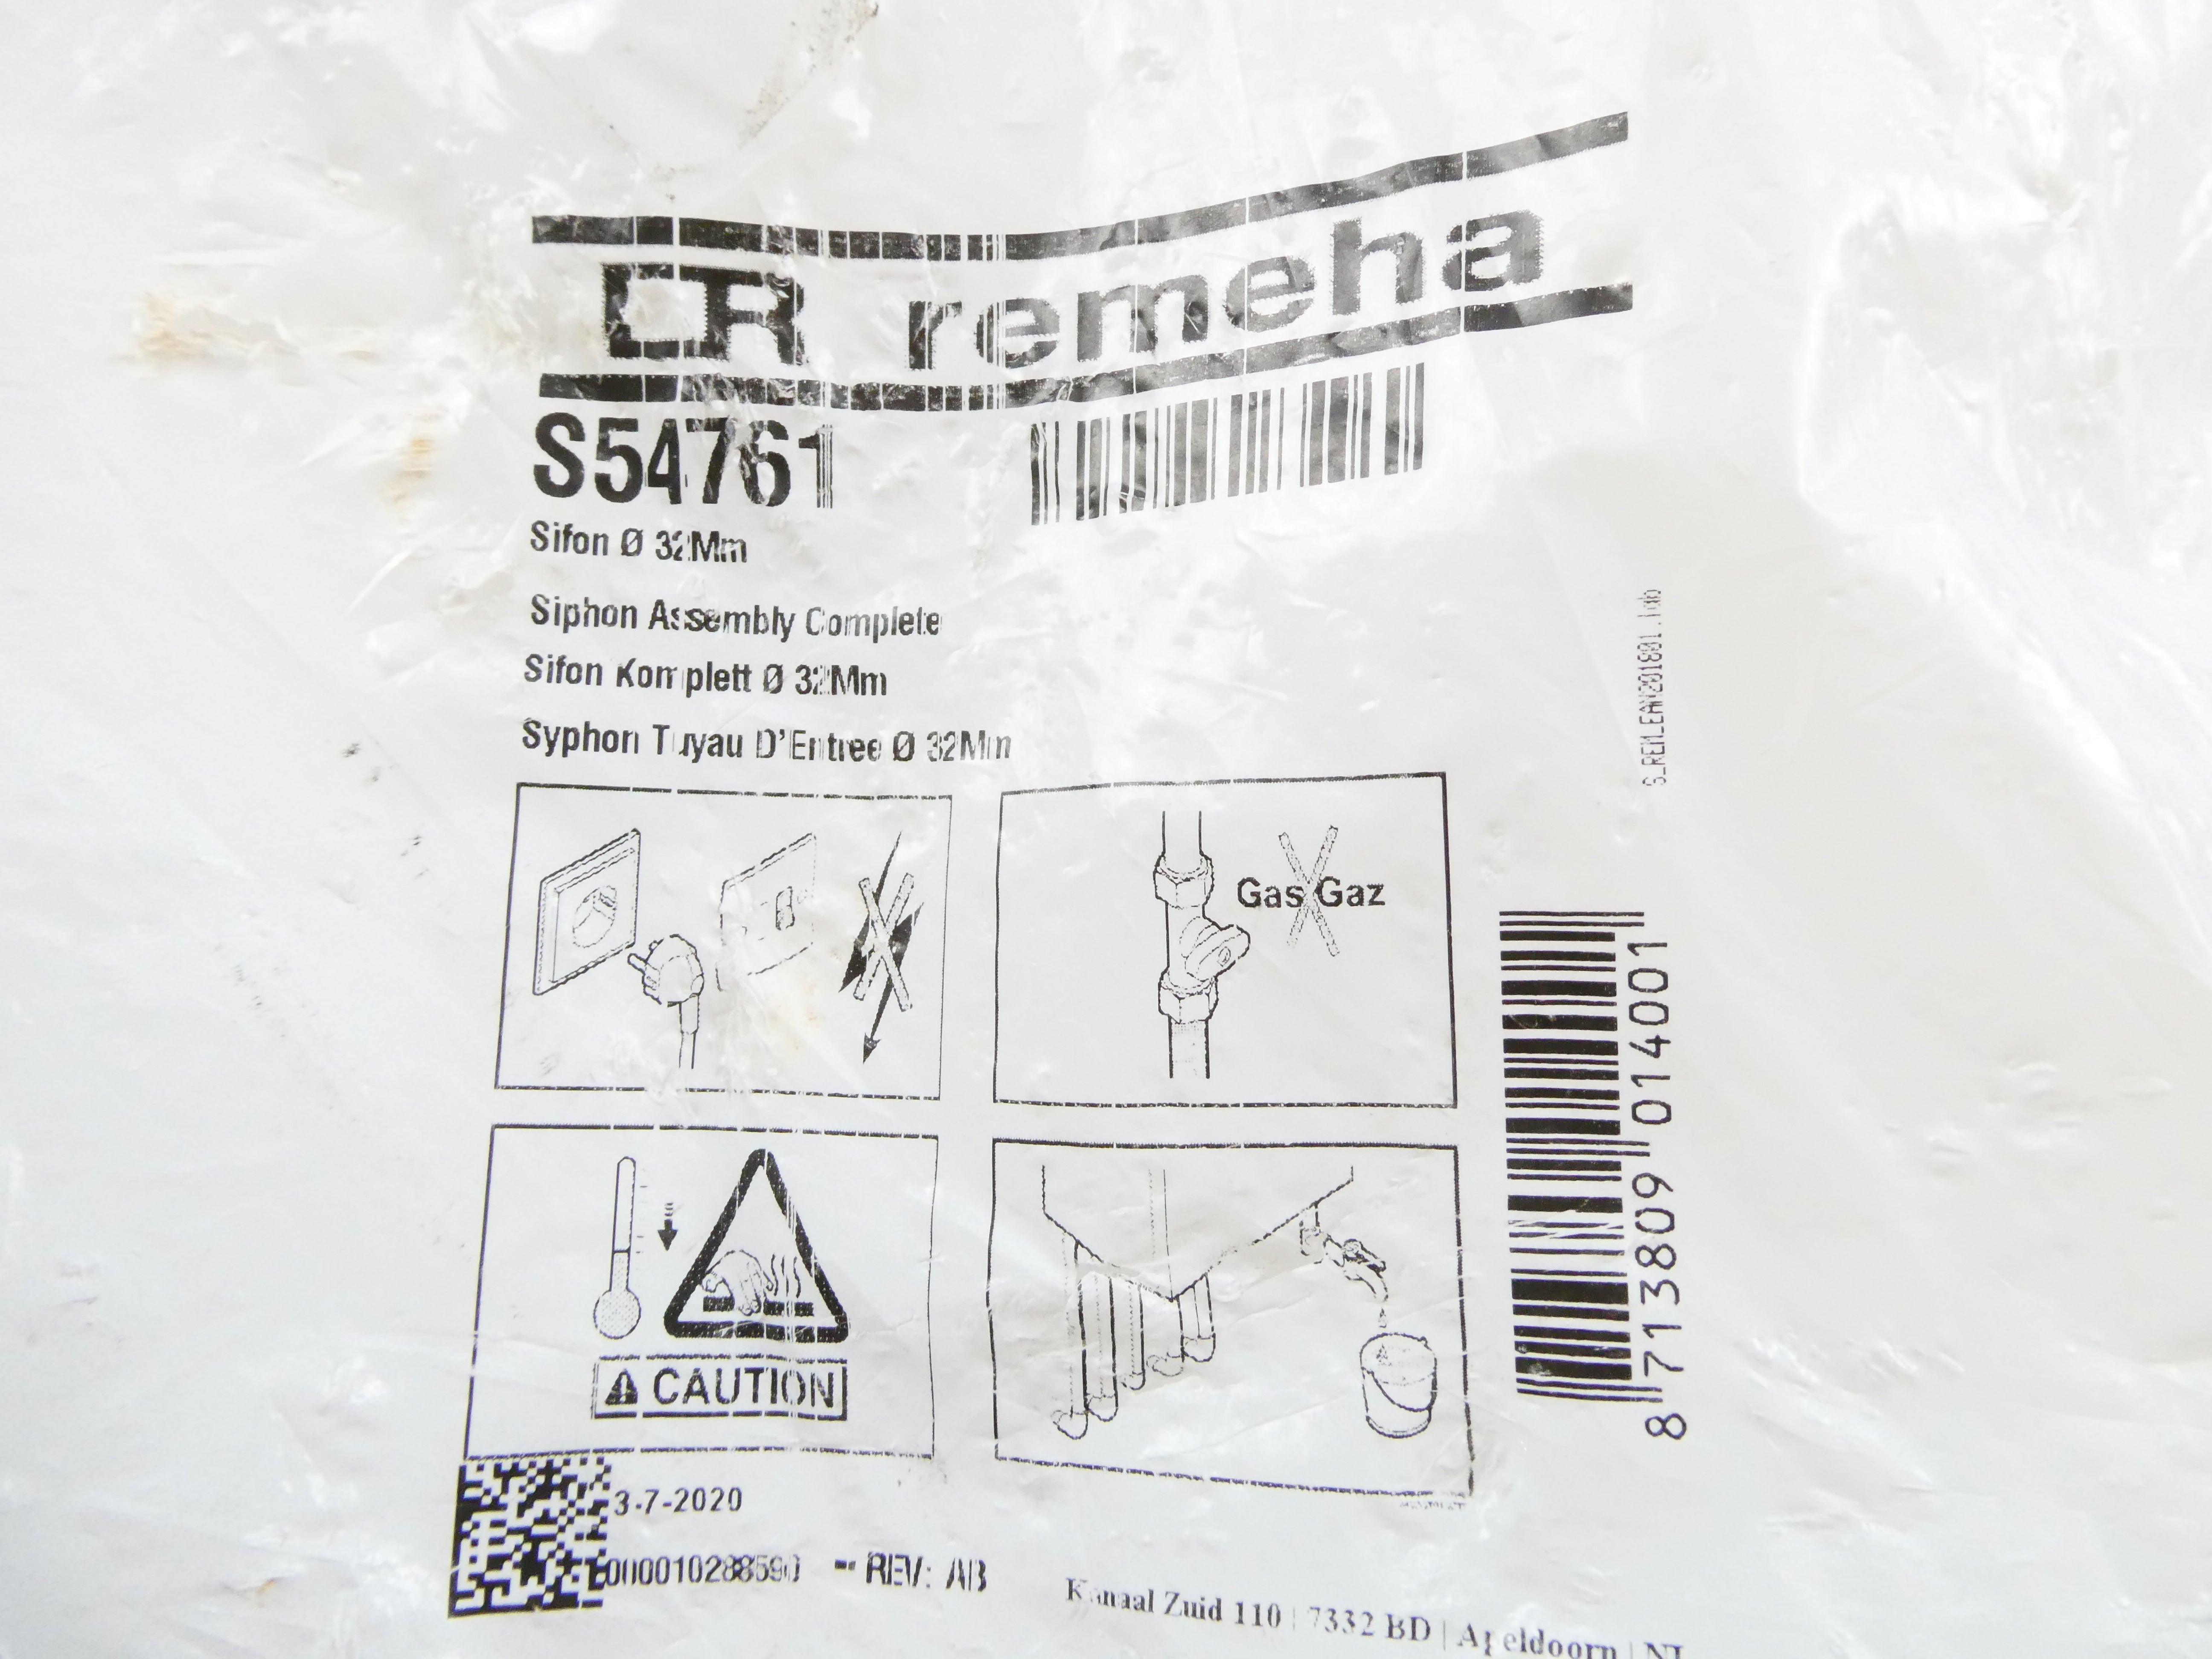 remeha
S54761
Sifon Ø 32Mm
Siphon Assembly Complete
Sifon Komplett Ø 32Mm
Syphon Tuyau D'Entree Ø 32Mm
Gas Gaz
CAUTION
3-7-2020
000010288590 -- REV: AB
Kanaal Zuid 110 | 7332 BD | Apeldoorn | NL
8 713809 014001